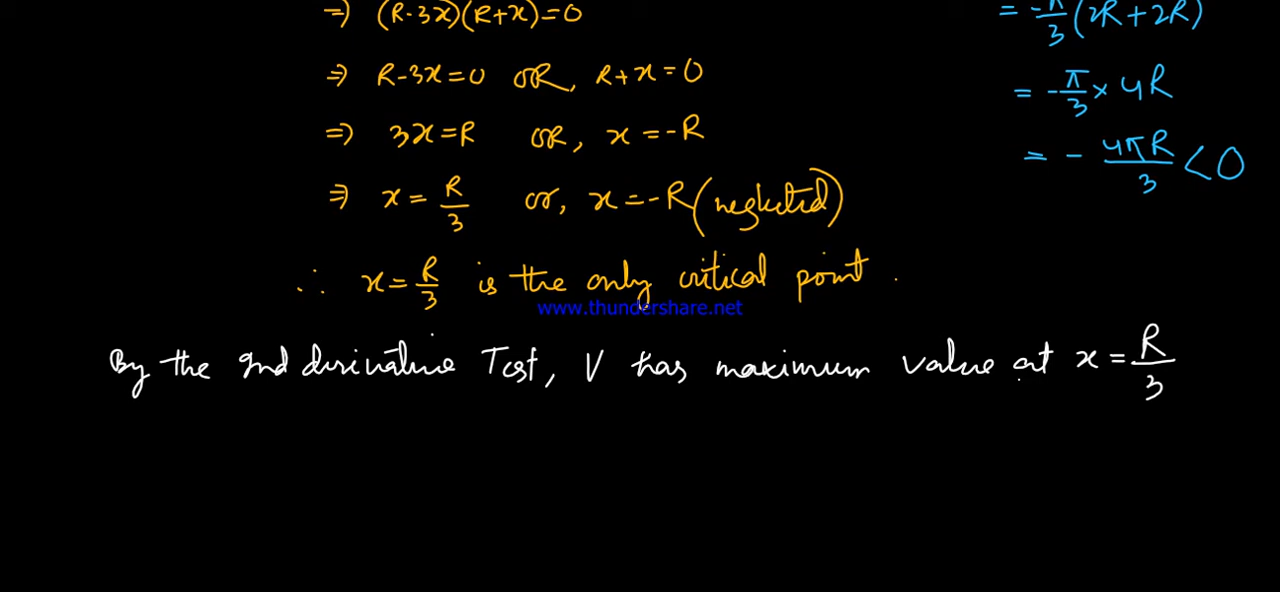 ⇒ (R-3x)(R+x)=0
⇒ R-3x=0 OR, R+x=0
⇒ 3x=R OR, x=-R
⇒ x=R/3 or, x=-R (neglected)
∴ x=R/3 is the only critical point.
= -π/3 (2R+2R)
= -π/3 × 4R
= - 4πR/3 < 0
www.thundershare.net
By the 2nd derivative Test, V has maximum value at x = R/3